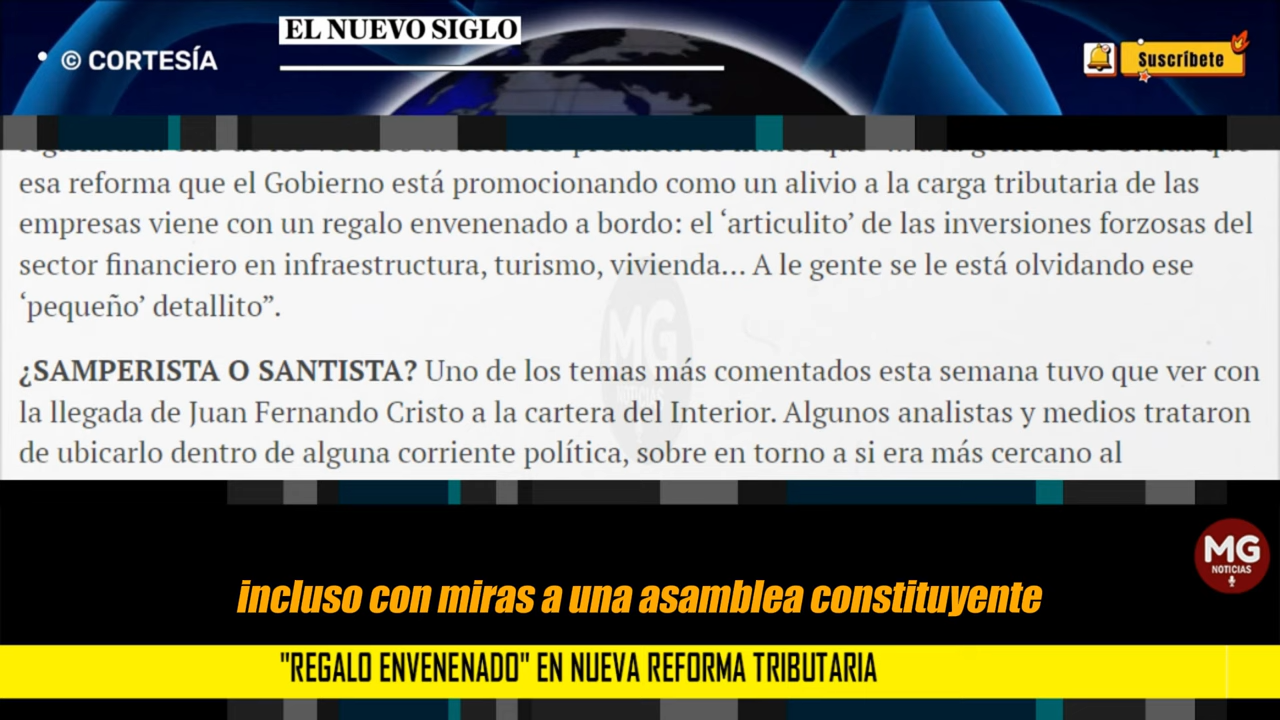 EL NUEVO SIGLO
© CORTESÍA
Suscríbete
esa reforma que el Gobierno está promocionando como un alivio a la carga tributaria de las
empresas viene con un regalo envenenado a bordo: el ‘articulito’ de las inversiones forzosas del
sector financiero en infraestructura, turismo, vivienda... A le gente se le está olvidando ese
‘pequeño’ detallito”.
¿SAMPERISTA O SANTISTA? Uno de los temas más comentados esta semana tuvo que ver con
la llegada de Juan Fernando Cristo a la cartera del Interior. Algunos analistas y medios trataron
de ubicarlo dentro de alguna corriente política, sobre en torno a si era más cercano al
MG
NOTICIAS
incluso con miras a una asamblea constituyente
"REGALO ENVENENADO" EN NUEVA REFORMA TRIBUTARIA